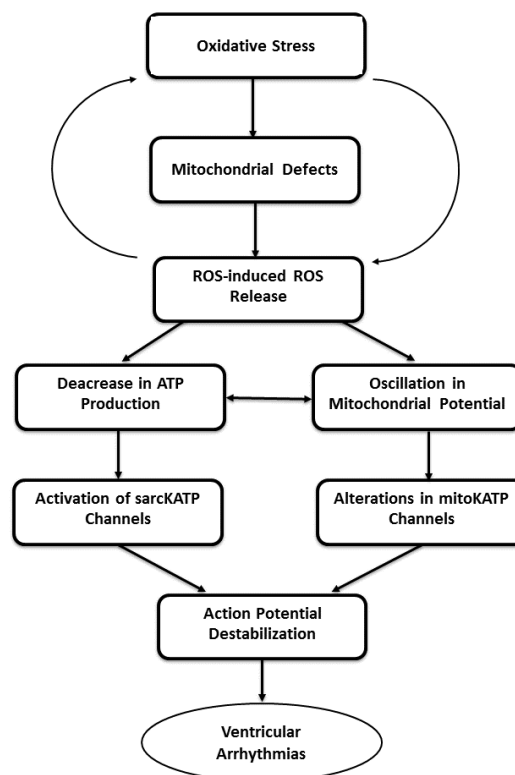 Oxidative Stress
Mitochondrial Defects
ROS-induced ROS
Release
Deacrease in ATP
Production
Oscillation in
Mitochondrial Potential
Activation of sarcKATP
Channels
Alterations in mitoKATP
Channels
Action Potential
Destabilization
Ventricular
Arrhythmias